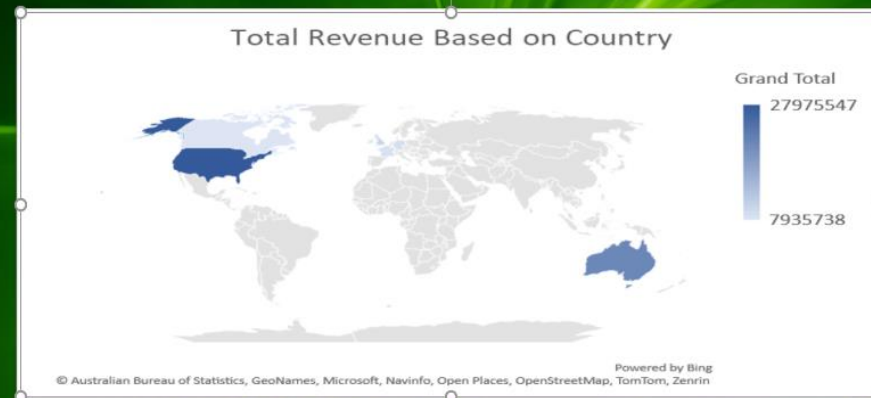 Total Revenue Based on Country
Grand Total
27975547
7935738
Powered by Bing
© Australian Bureau of Statistics, GeoNames, Microsoft, Navinfo, Open Places, OpenStreetMap, TomTom, Zenrin